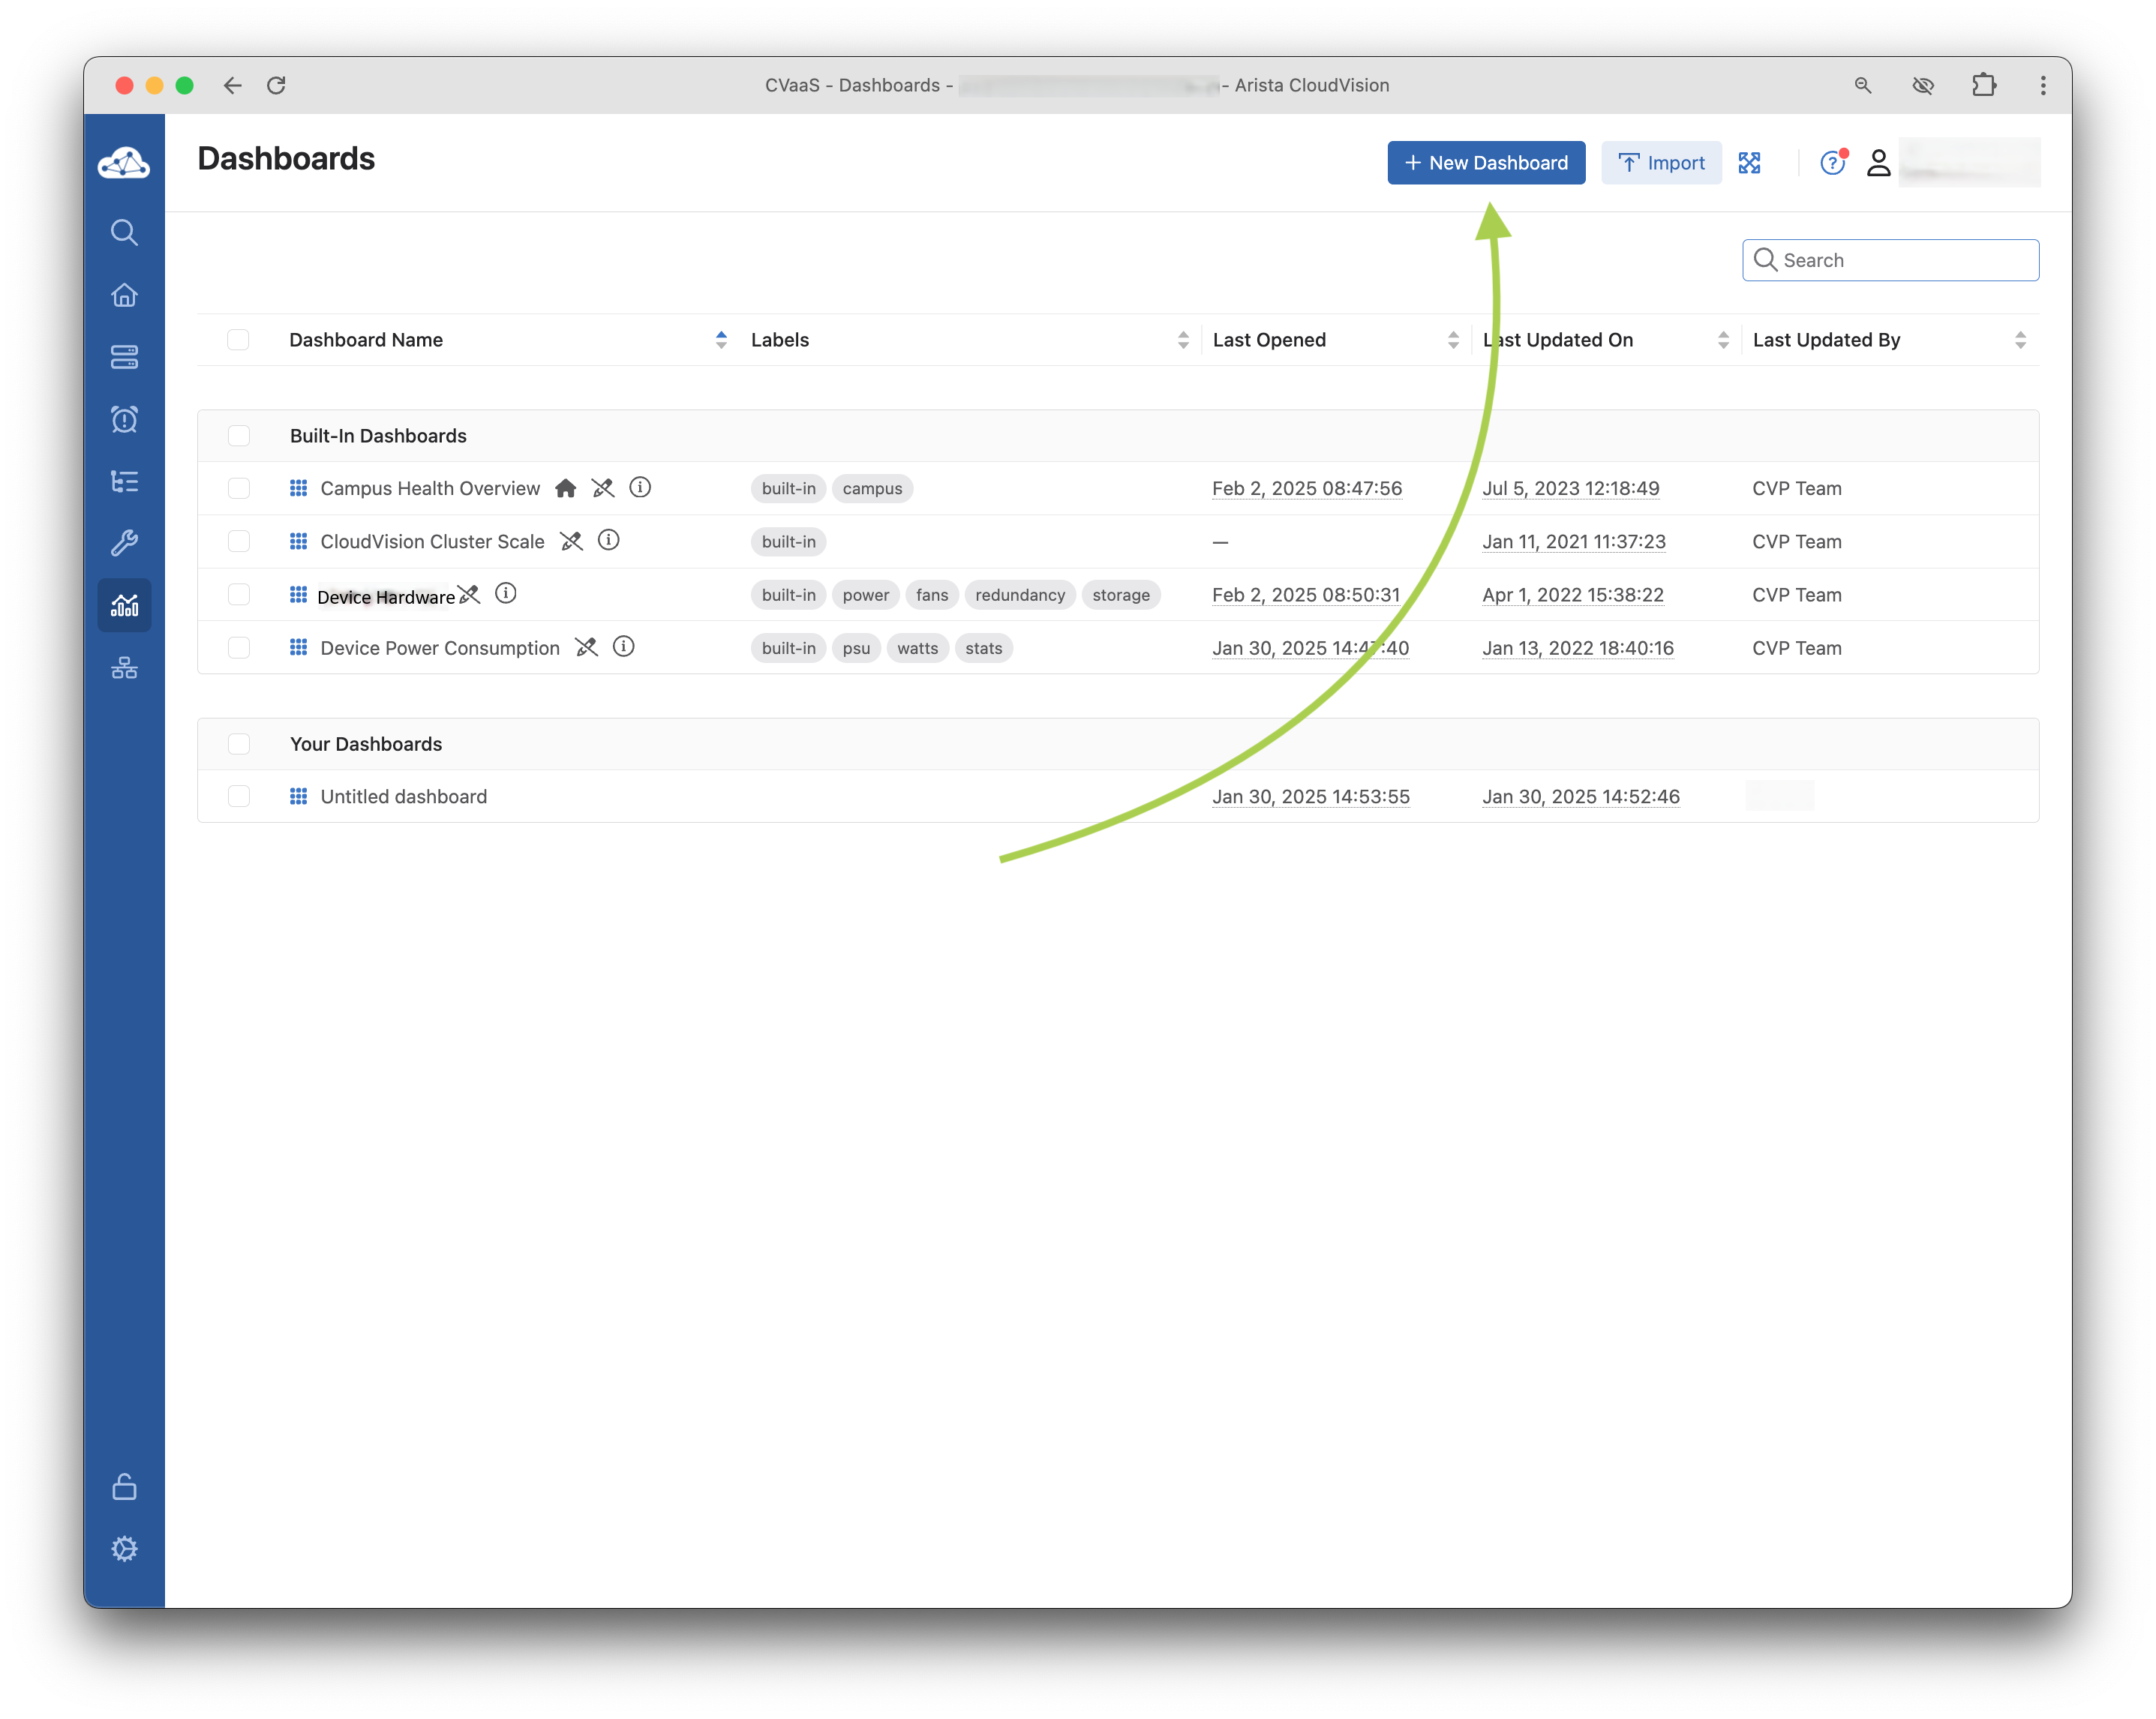 CVaaS - Dashboards - - Arista CloudVision
Dashboards
+ New Dashboard
Import
Search
Dashboard Name Labels Last Opened Last Updated On Last Updated By
Built-In Dashboards
Campus Health Overview built-in campus Feb 2, 2025 08:47:56 Jul 5, 2023 12:18:49 CVP Team
CloudVision Cluster Scale built-in — Jan 11, 2021 11:37:23 CVP Team
Device Hardware built-in power fans redundancy storage Feb 2, 2025 08:50:31 Apr 1, 2022 15:38:22 CVP Team
Device Power Consumption built-in psu watts stats Jan 30, 2025 14:47:40 Jan 13, 2022 18:40:16 CVP Team
Your Dashboards
Untitled dashboard Jan 30, 2025 14:53:55 Jan 30, 2025 14:52:46